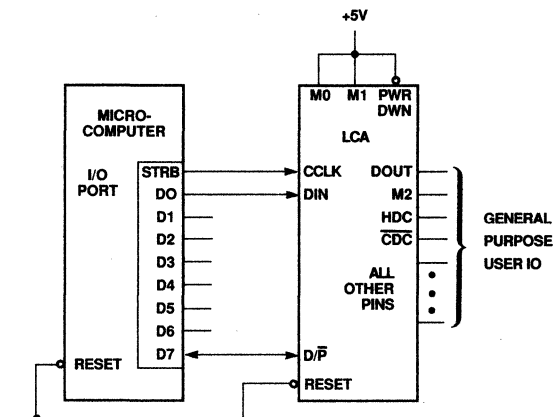 +5V
M0 M1 PWR
DWN
MICRO-
COMPUTER
LCA
I/O
PORT
STRB
DO
D1
D2
D3
D4
D5
D6
D7
RESET
CCLK
DIN
D/P̅
RESET
DOUT
M2
HDC
C̅D̅C̅
ALL
OTHER
PINS
GENERAL
PURPOSE
USER IO